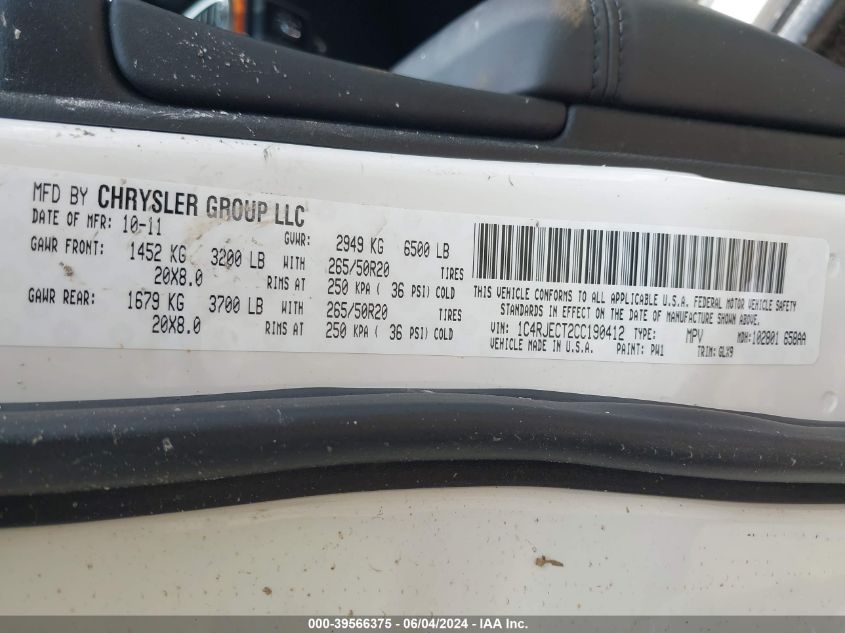 MFD BY CHRYSLER GROUP LLC
DATE OF MFR: 10-11 GVWR: 2949 KG 6500 LB
GAWR FRONT: 1452 KG 3200 LB WITH 265/50R20 TIRES
20X8.0 RIMS AT 250 KPA ( 36 PSI) COLD
GAWR REAR: 1679 KG 3700 LB WITH 265/50R20 TIRES
20X8.0 RIMS AT 250 KPA ( 36 PSI) COLD
THIS VEHICLE CONFORMS TO ALL APPLICABLE U.S.A. FEDERAL MOTOR VEHICLE SAFETY
STANDARDS IN EFFECT ON THE DATE OF MANUFACTURE SHOWN ABOVE.
VIN: 1C4RJECT2CC190412 TYPE: MPV MDH:102801 658AA
VEHICLE MADE IN U.S.A. PAINT: PW1 TRIM: GLX9
000-39566375 - 06/04/2024 - IAA Inc.